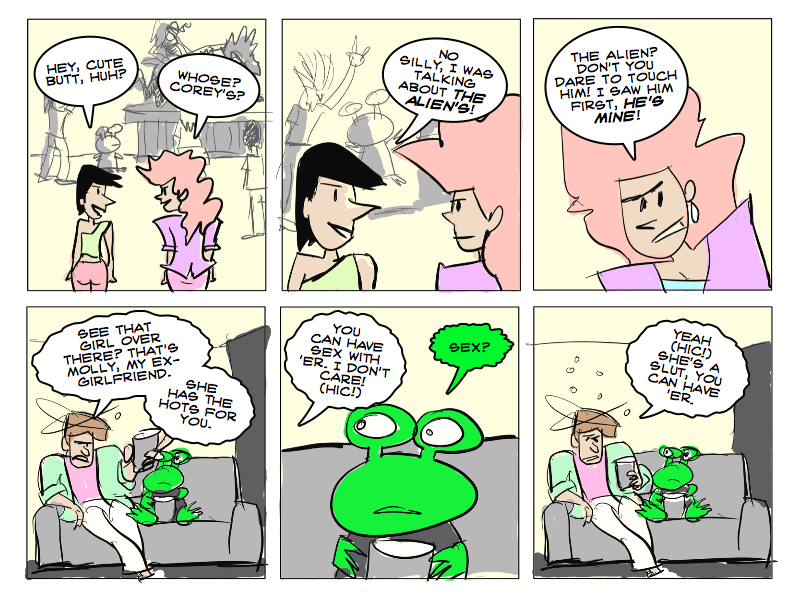 HEY, CUTE
BUTT, HUH?
WHOSE?
COREY'S?
NO
SILLY, I WAS
TALKING
ABOUT THE
ALIEN'S!
THE ALIEN?
DON'T YOU
DARE TO TOUCH
HIM! I SAW HIM
FIRST, HE'S
MINE!
SEE THAT
GIRL OVER
THERE? THAT'S
MOLLY, MY EX-
GIRLFRIEND.
SHE
HAS THE
HOTS FOR
YOU.
YOU
CAN HAVE
SEX WITH
'ER. I DON'T
CARE!
(HIC!)
SEX?
YEAH
(HIC!)
SHE'S A
SLUT, YOU
CAN HAVE
'ER.